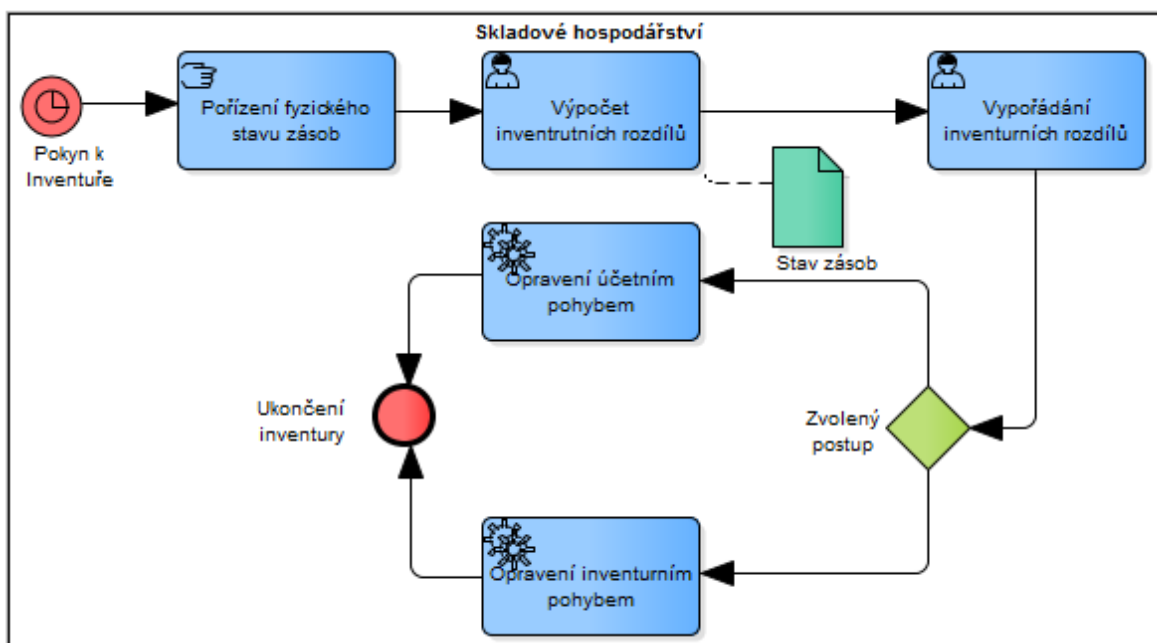 Skladové hospodářství
Pokyn k
Inventuře
Pořízení fyzického
stavu zásob
Výpočet
inventrutních rozdílů
Vypořádání
inventurních rozdílů
Stav zásob
Opravení účetním
pohybem
Ukončení
inventury
Zvolený
postup
Opravení inventurním
pohybem